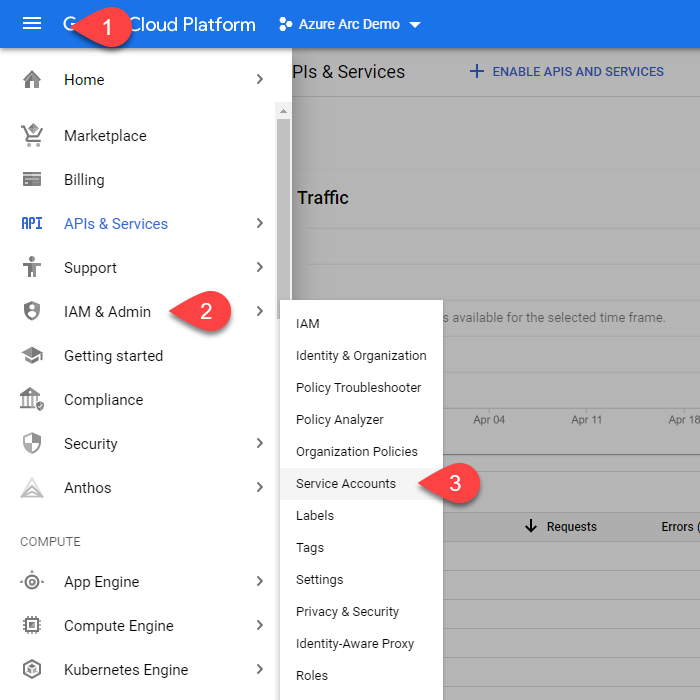 G Cloud Platform
Azure Arc Demo
1
Home
PIs & Services
ENABLE APIS AND SERVICES
Marketplace
Billing
API APIs & Services
Traffic
Support
IAM & Admin
2
s available for the selected time frame.
Getting started
Compliance
Security
Anthos
Apr 04
Apr 11
Apr 18
IAM
Identity & Organization
Policy Troubleshooter
Policy Analyzer
Organization Policies
Service Accounts
3
Labels
Tags
Settings
Privacy & Security
Identity-Aware Proxy
Roles
Requests
Errors (
COMPUTE
App Engine
Compute Engine
Kubernetes Engine